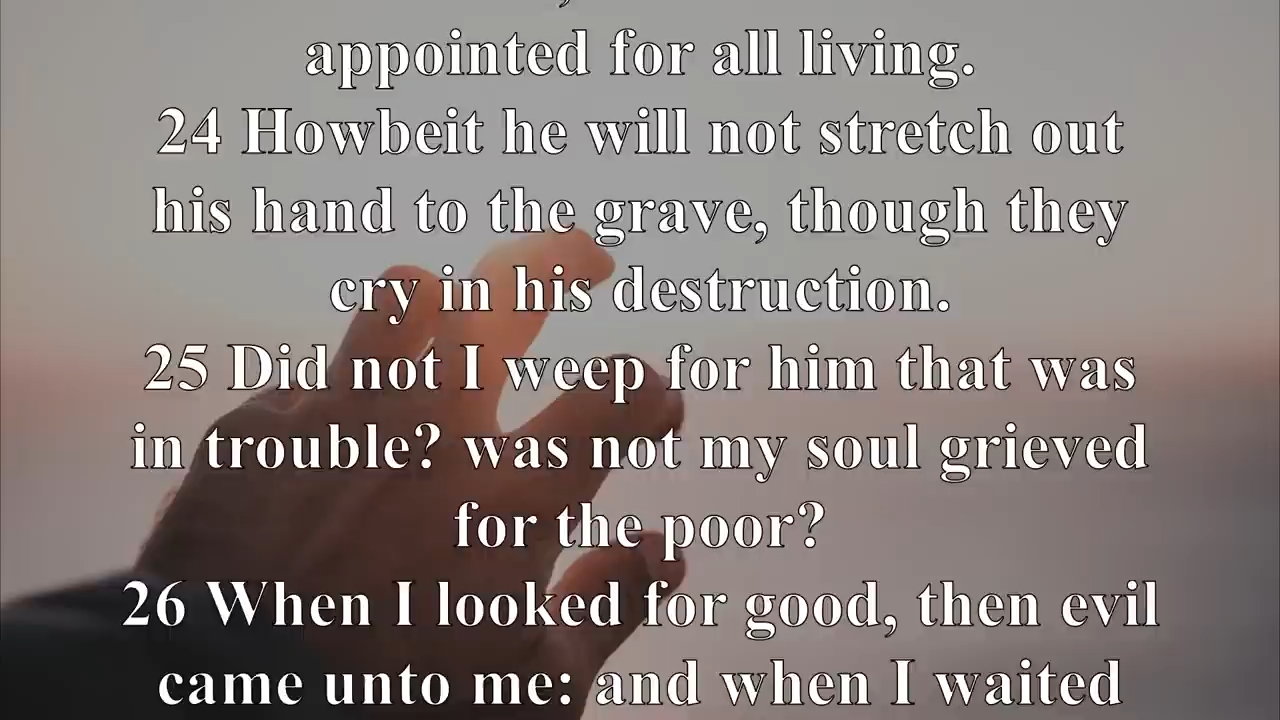 appointed for all living.
24 Howbeit he will not stretch out
his hand to the grave, though they
cry in his destruction.
25 Did not I weep for him that was
in trouble? was not my soul grieved
for the poor?
26 When I looked for good, then evil
came unto me: and when I waited